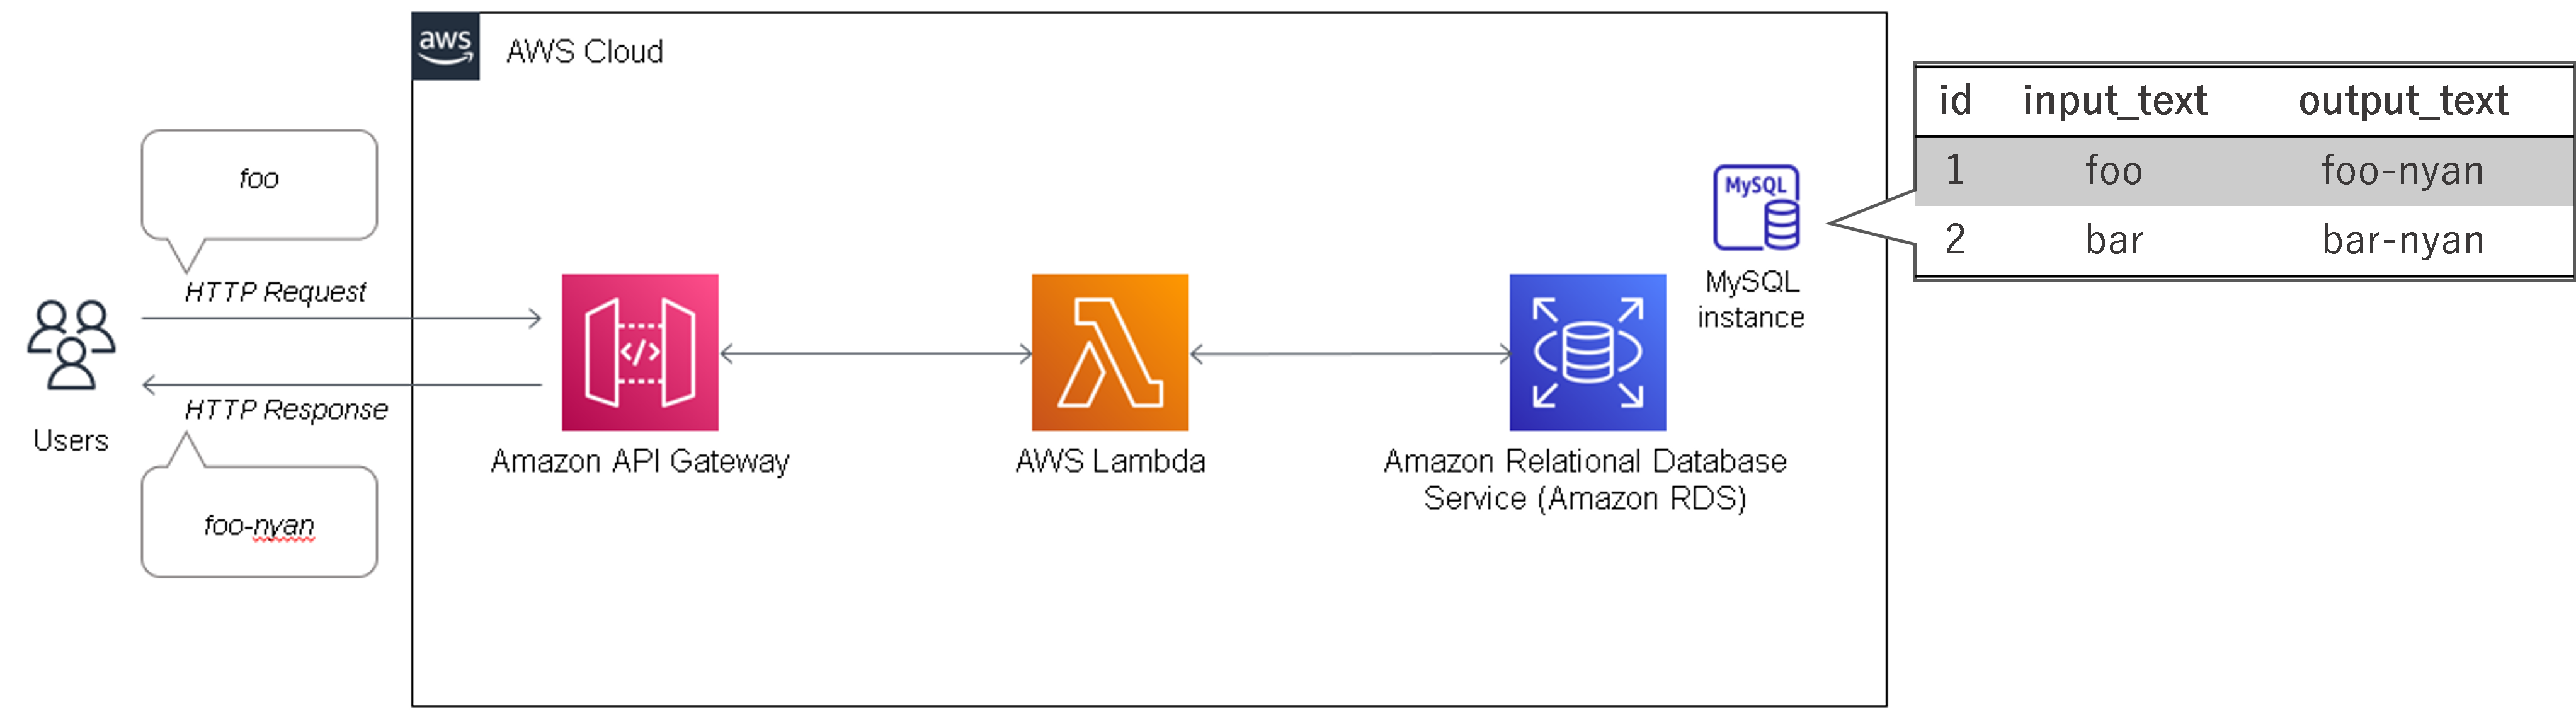 aws
AWS Cloud
id input_text output_text
1 foo foo-nyan
2 bar bar-nyan
foo
MySQL
MySQL
instance
HTTP Request
</>
HTTP Response
Users
Amazon API Gateway
AWS Lambda
Amazon Relational Database
Service (Amazon RDS)
foo-nyan